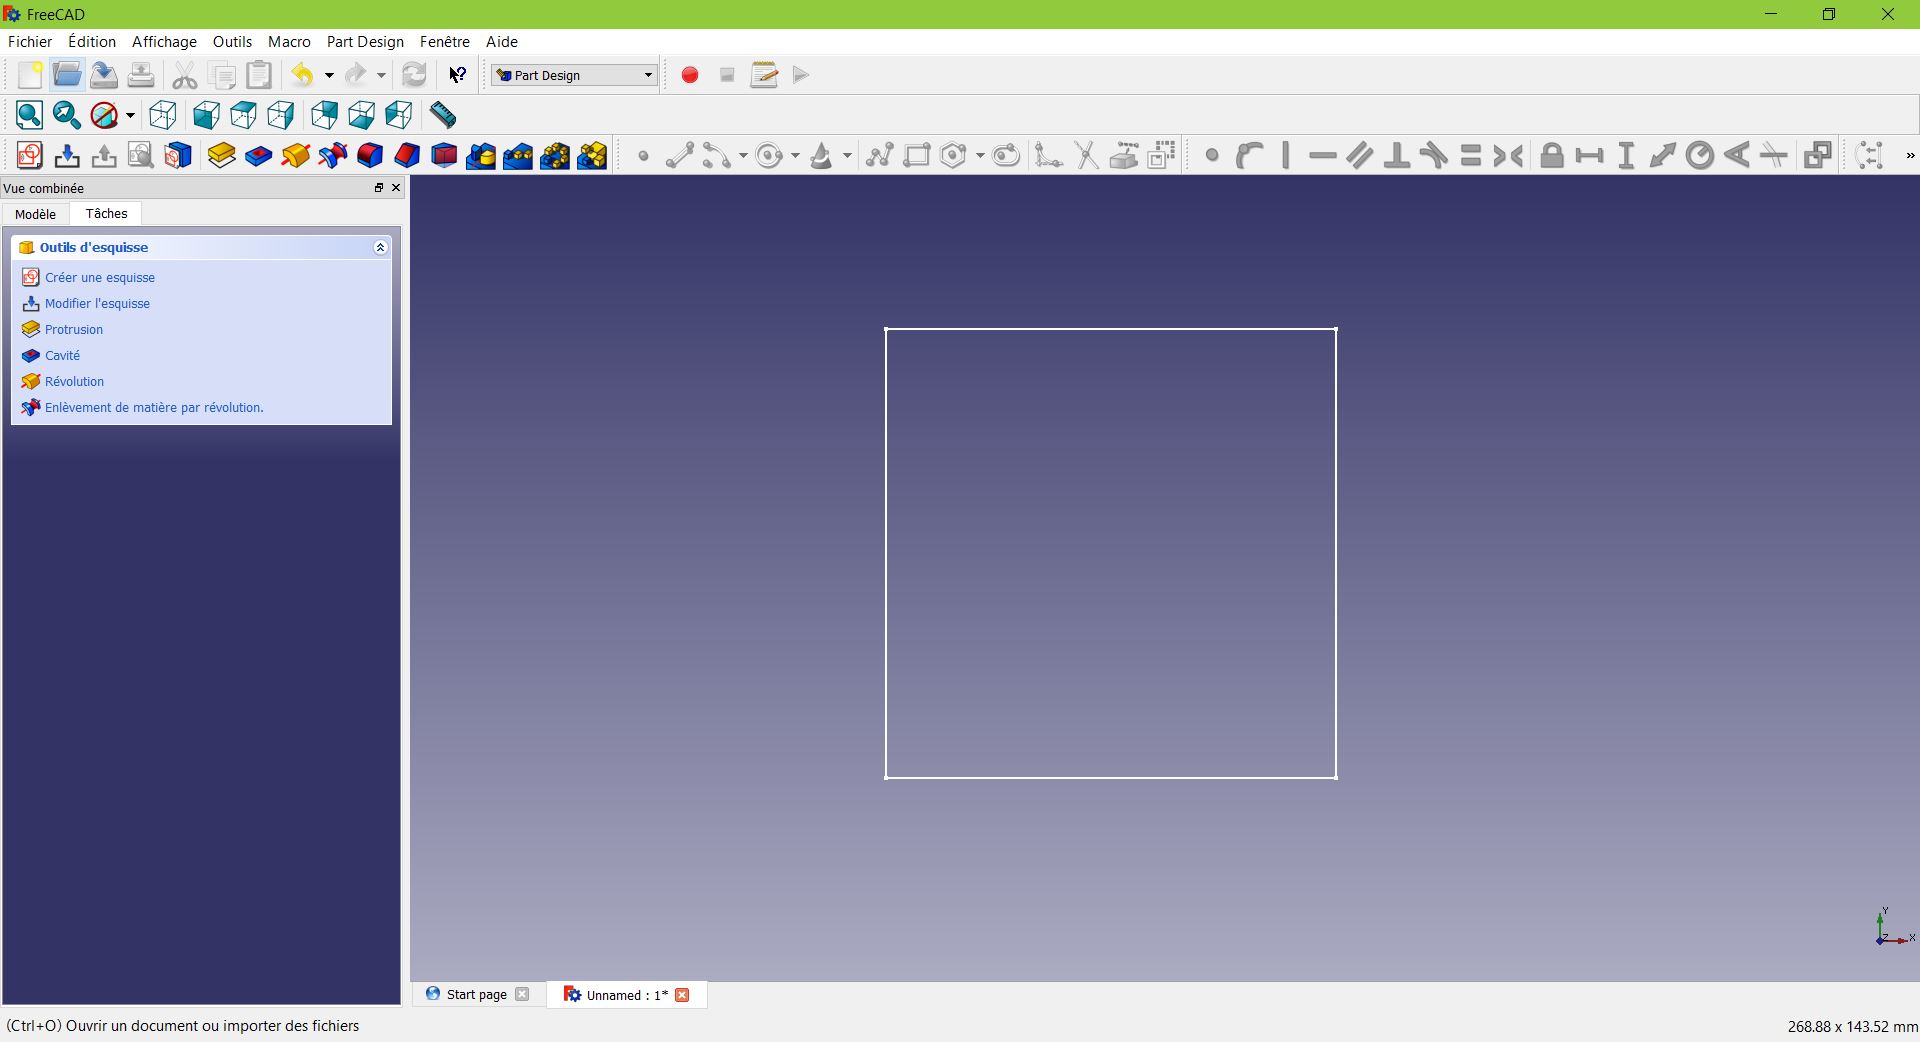 FreeCAD
Fichier Édition Affichage Outils Macro Part Design Fenêtre Aide
Part Design
Vue combinée
Modèle Tâches
Outils d'esquisse
Créer une esquisse
Modifier l'esquisse
Protrusion
Cavité
Révolution
Enlèvement de matière par révolution.
Y
Z X
Start page Unnamed : 1*
(Ctrl+O) Ouvrir un document ou importer des fichiers 268.88 x 143.52 mm